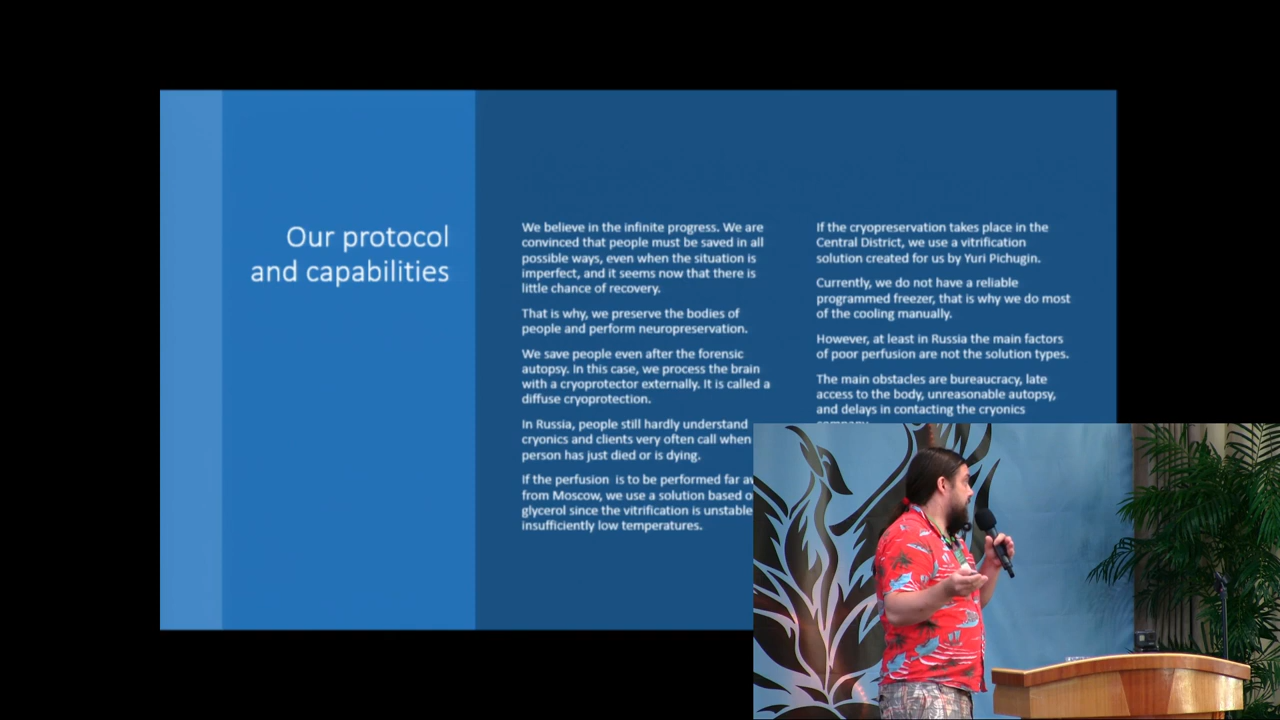 Our protocol
and capabilities
We believe in the infinite progress. We are
convinced that people must be saved in all
possible ways, even when the situation is
imperfect, and it seems now that there is
little chance of recovery.
That is why, we preserve the bodies of
people and perform neuropreservation.
We save people even after the forensic
autopsy. In this case, we process the brain
with a cryoprotector externally. It is called a
diffuse cryoprotection.
In Russia, people still hardly understand
cryonics and clients very often call when
person has just died or is dying.
If the perfusion is to be performed far
from Moscow, we use a solution based
glycerol since the vitrification is unstable
insufficiently low temperatures.
If the cryopreservation takes place in the
Central District, we use a vitrification
solution created for us by Yuri Pichugin.
Currently, we do not have a reliable
programmed freezer, that is why we do most
of the cooling manually.
However, at least in Russia the main factors
of poor perfusion are not the solution types.
The main obstacles are bureaucracy, late
access to the body, unreasonable autopsy,
and delays in contacting the cryonics